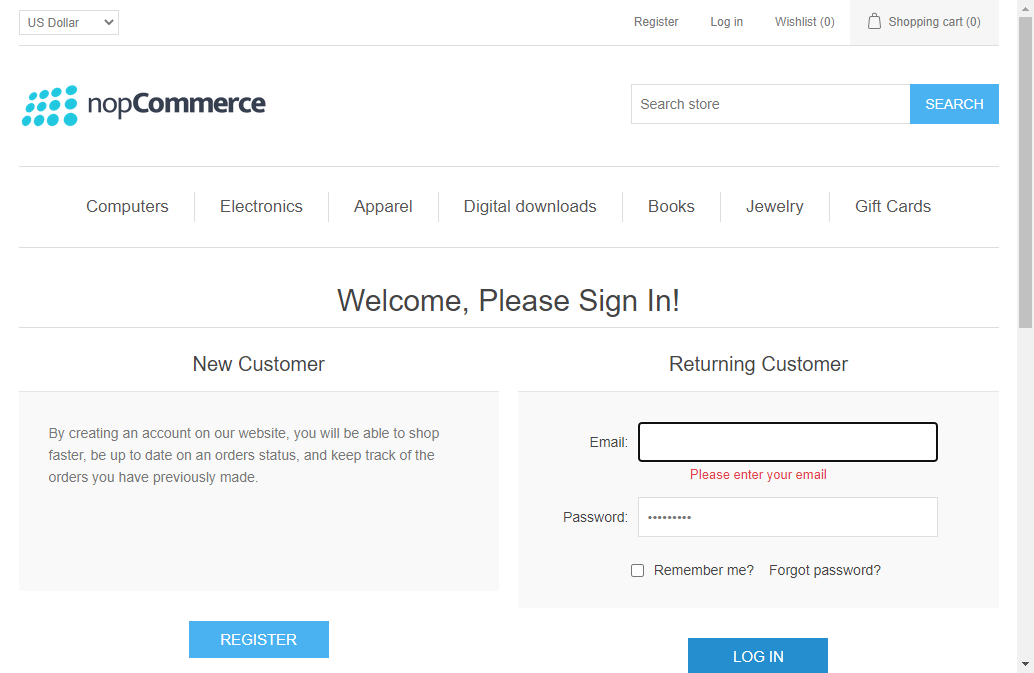 US Dollar
Register
Log in
Wishlist (0)
Shopping cart (0)
nopCommerce
Search store
SEARCH
Computers
Electronics
Apparel
Digital downloads
Books
Jewelry
Gift Cards
Welcome, Please Sign In!
New Customer
By creating an account on our website, you will be able to shop
faster, be up to date on an orders status, and keep track of the
orders you have previously made.
REGISTER
Returning Customer
Email:
Please enter your email
Password:
•••••••••
Remember me?
Forgot password?
LOG IN